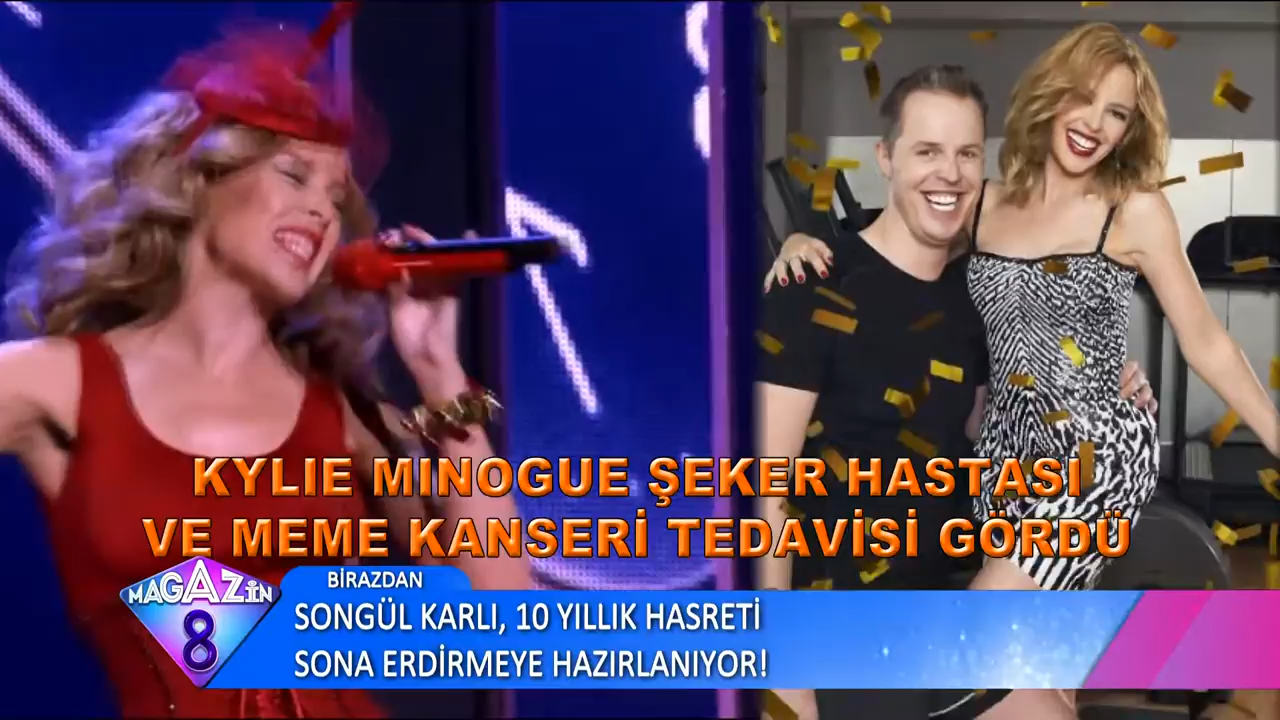 KYLIE MINOGUE ŞEKER HASTASI
VE MEME KANSERİ TEDAVİSİ GÖRDÜ
MAGAZİN
8
BİRAZDAN
SONGÜL KARLI, 10 YILLIK HASRETİ
SONA ERDİRMEYE HAZIRLANIYOR!